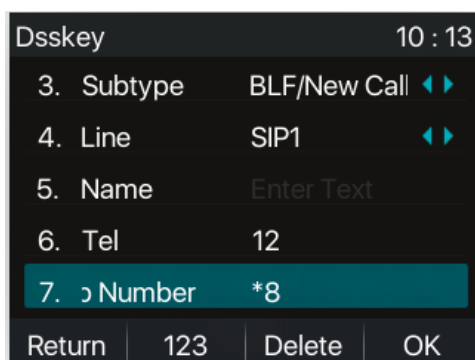 Dsskey 10 : 13
3. Subtype BLF/New Call
4. Line SIP1
5. Name Enter Text
6. Tel 12
7. Number *8
Return 123 Delete OK